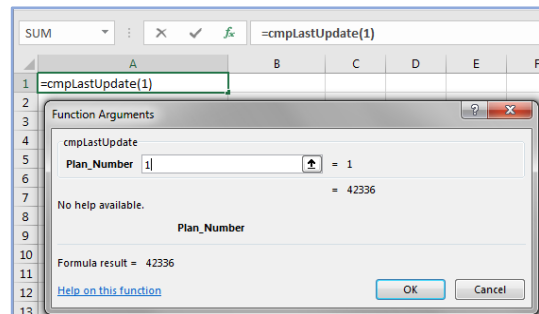 SUM fx =cmpLastUpdate(1)
A B C D E F
1 =cmpLastUpdate(1)
2
3
4
5
6
7
8
9
10
11
12
13
Function Arguments ? X
cmpLastUpdate
Plan_Number 1 = 1
= 42336
No help available.
Plan_Number
Formula result = 42336
Help on this function OK Cancel